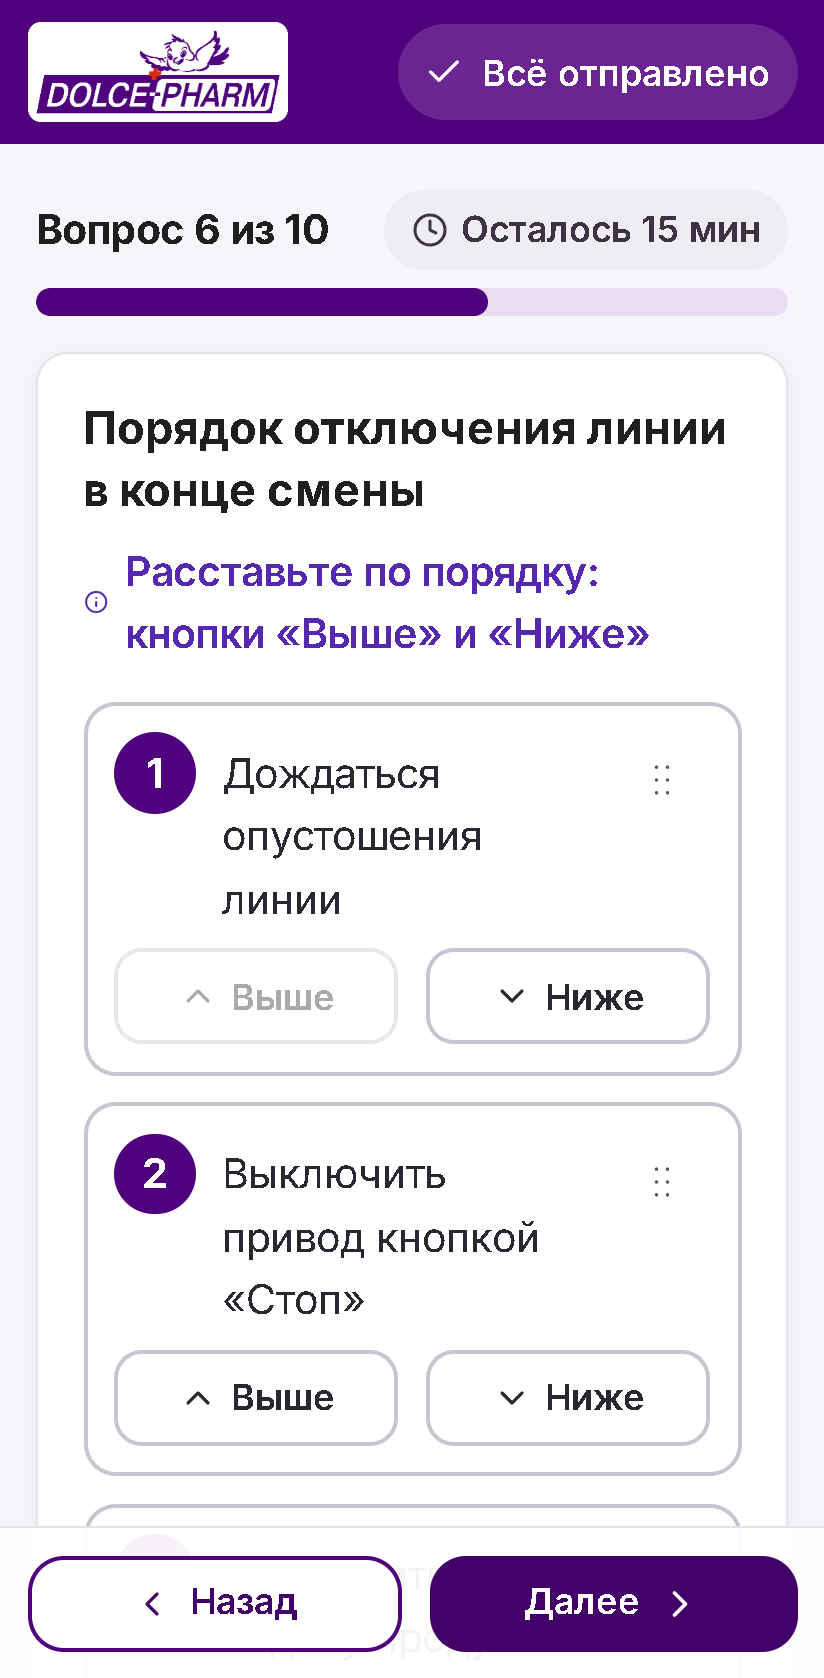 DOLCE-PHARM
Всё отправлено
Вопрос 6 из 10
Осталось 15 мин
Порядок отключения линии
в конце смены
Расставьте по порядку:
кнопки «Выше» и «Ниже»
1
Дождаться
опустошения
линии
Выше
Ниже
2
Выключить
привод кнопкой
«Стоп»
Выше
Ниже
Назад
Далее